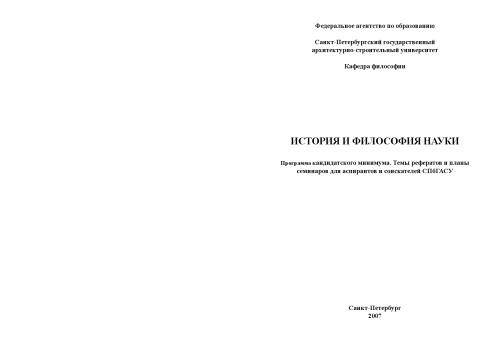 Федеральное агентство по образованию
Санкт-Петербургский государственный
архитектурно-строительный университет
Кафедра философии
ИСТОРИЯ И ФИЛОСОФИЯ НАУКИ
Программа кандидатского минимума. Темы рефератов и планы
семинаров для аспирантов и соискателей СПбГАСУ
Санкт-Петербург
2007